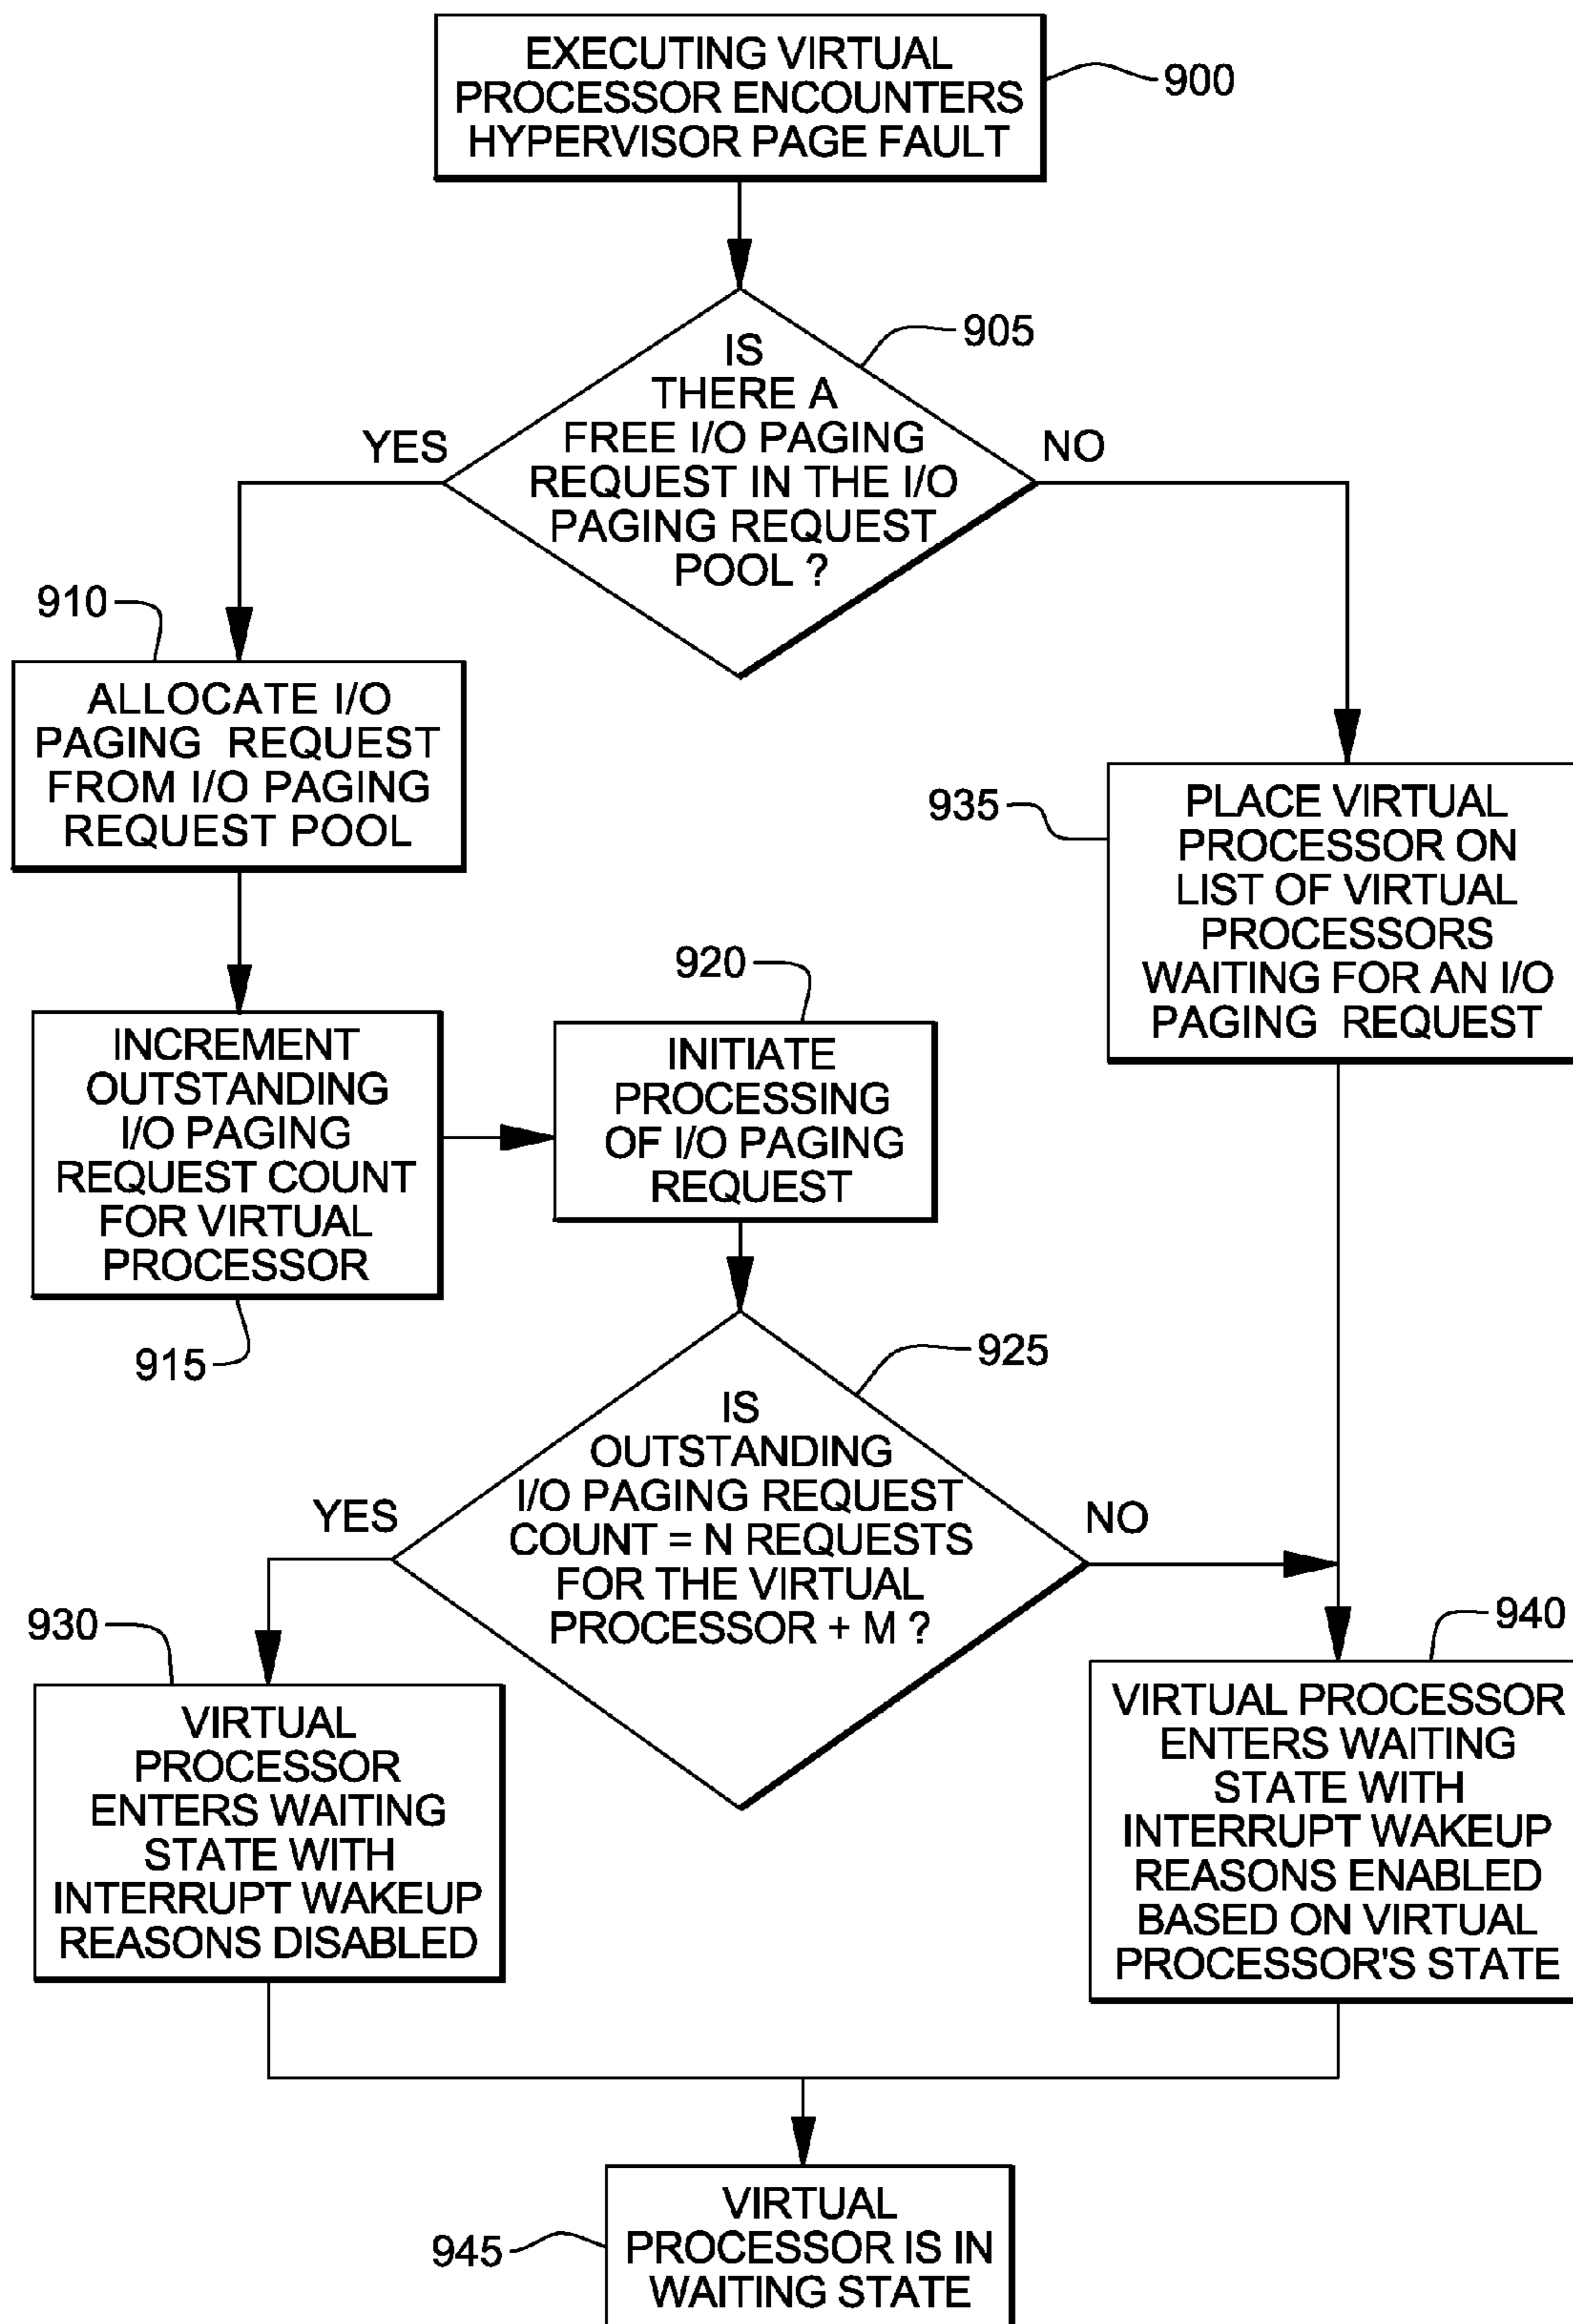 EXECUTING VIRTUAL
PROCESSOR ENCOUNTERS
HYPERVISOR PAGE FAULT
900
IS
THERE A
FREE I/O PAGING
REQUEST IN THE I/O
PAGING REQUEST
POOL ?
905
YES
NO
910
ALLOCATE I/O
PAGING REQUEST
FROM I/O PAGING
REQUEST POOL
935
PLACE VIRTUAL
PROCESSOR ON
LIST OF VIRTUAL
PROCESSORS
WAITING FOR AN I/O
PAGING REQUEST
INCREMENT
OUTSTANDING
I/O PAGING
REQUEST COUNT
FOR VIRTUAL
PROCESSOR
915
920
INITIATE
PROCESSING
OF I/O PAGING
REQUEST
925
IS
OUTSTANDING
I/O PAGING REQUEST
COUNT = N REQUESTS
FOR THE VIRTUAL
PROCESSOR + M ?
YES
NO
930
VIRTUAL
PROCESSOR
ENTERS WAITING
STATE WITH
INTERRUPT WAKEUP
REASONS DISABLED
940
VIRTUAL PROCESSOR
ENTERS WAITING
STATE WITH
INTERRUPT WAKEUP
REASONS ENABLED
BASED ON VIRTUAL
PROCESSOR'S STATE
945
VIRTUAL
PROCESSOR IS IN
WAITING STATE